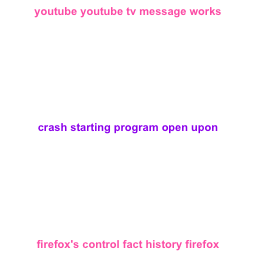 youtube youtube tv message works
crash starting program open upon
firefox's control fact history firefox